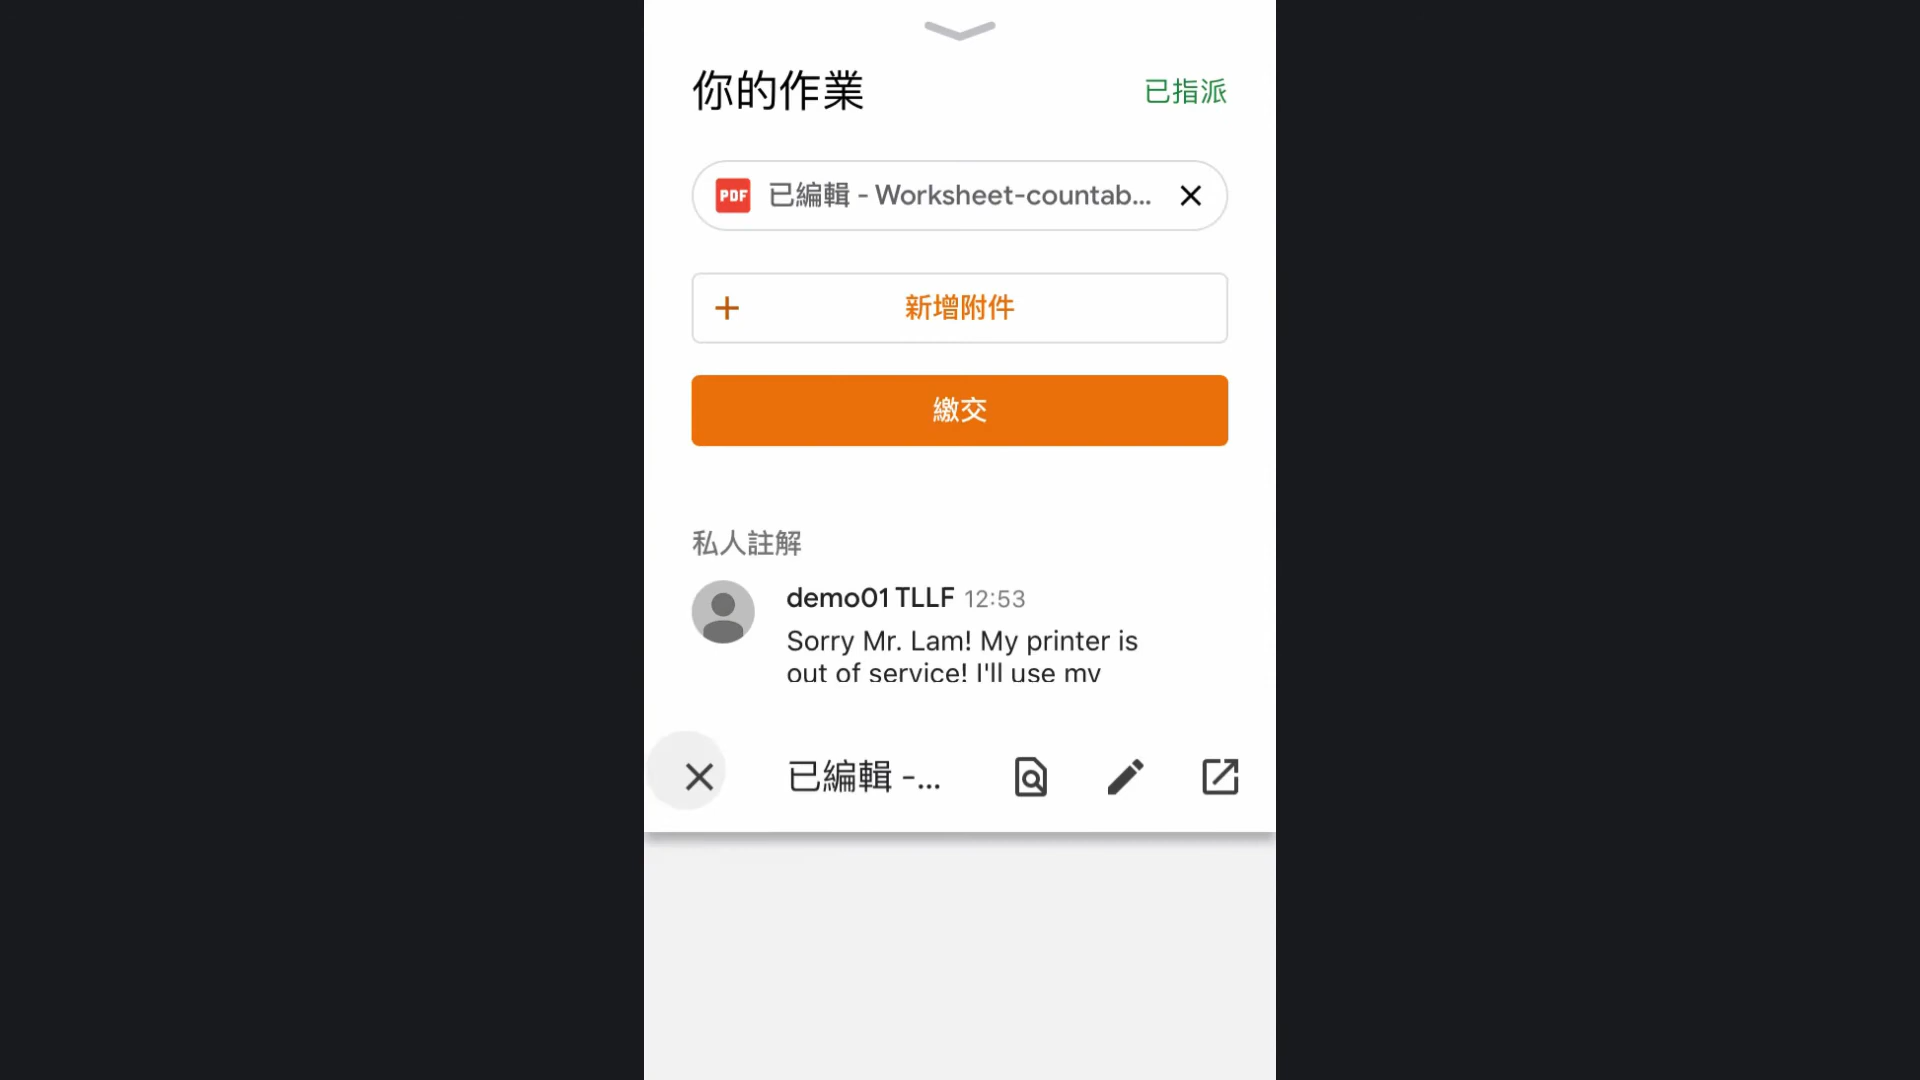 你的作業
已指派
PDF
已編輯 - Worksheet-countab...
新增附件
繳交
私人註解
demo01 TLLF 12:53
Sorry Mr. Lam! My printer is
out of service! I'll use my
已編輯 -...